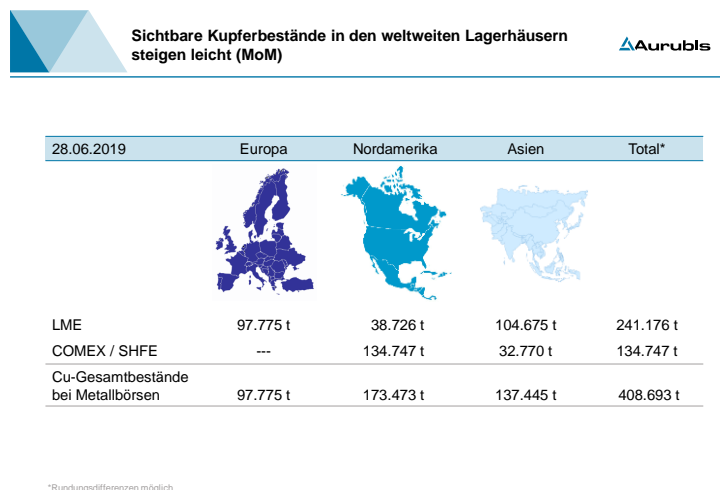 Sichtbare Kupferbestände in den weltweiten Lagerhäusern
steigen leicht (MoM)
Aurubis
28.06.2019 Europa Nordamerika Asien Total*
LME 97.775 t 38.726 t 104.675 t 241.176 t
COMEX / SHFE --- 134.747 t 32.770 t 134.747 t
Cu-Gesamtbestände
bei Metallbörsen 97.775 t 173.473 t 137.445 t 408.693 t
*Rundungsdifferenzen möglich